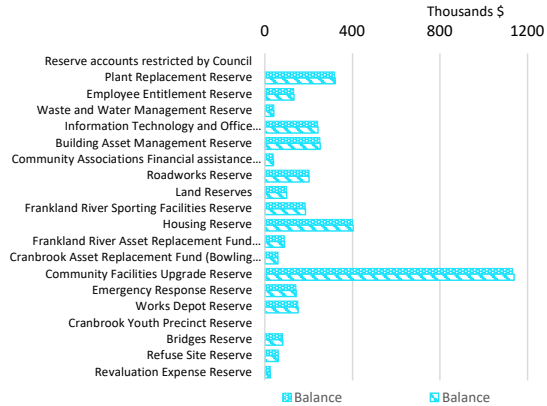 Thousands $
0 400 800 1200
Reserve accounts restricted by Council
Plant Replacement Reserve
Employee Entitlement Reserve
Waste and Water Management Reserve
Information Technology and Office...
Building Asset Management Reserve
Community Associations Financial assistance...
Roadworks Reserve
Land Reserves
Frankland River Sporting Facilities Reserve
Housing Reserve
Frankland River Asset Replacement Fund...
Cranbrook Asset Replacement Fund (Bowling...
Community Facilities Upgrade Reserve
Emergency Response Reserve
Works Depot Reserve
Cranbrook Youth Precinct Reserve
Bridges Reserve
Refuse Site Reserve
Revaluation Expense Reserve
Balance Balance